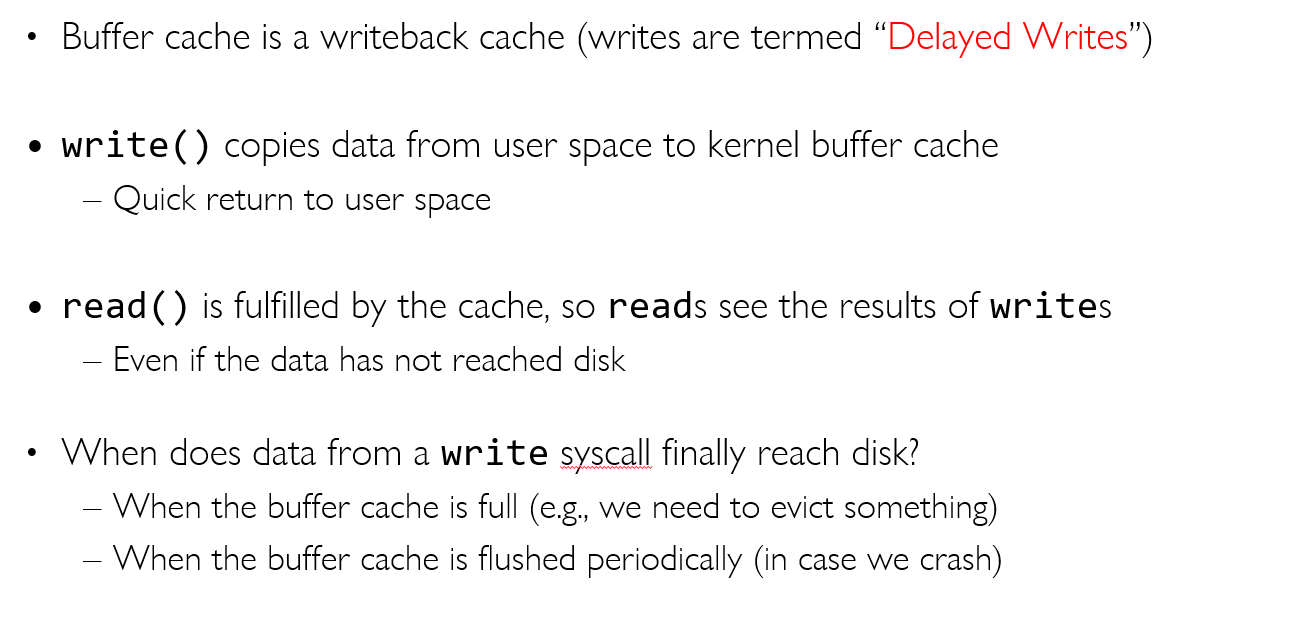 • Buffer cache is a writeback cache (writes are termed “Delayed Writes”)
• write() copies data from user space to kernel buffer cache
– Quick return to user space
• read() is fulfilled by the cache, so reads see the results of writes
– Even if the data has not reached disk
• When does data from a write syscall finally reach disk?
– When the buffer cache is full (e.g., we need to evict something)
– When the buffer cache is flushed periodically (in case we crash)